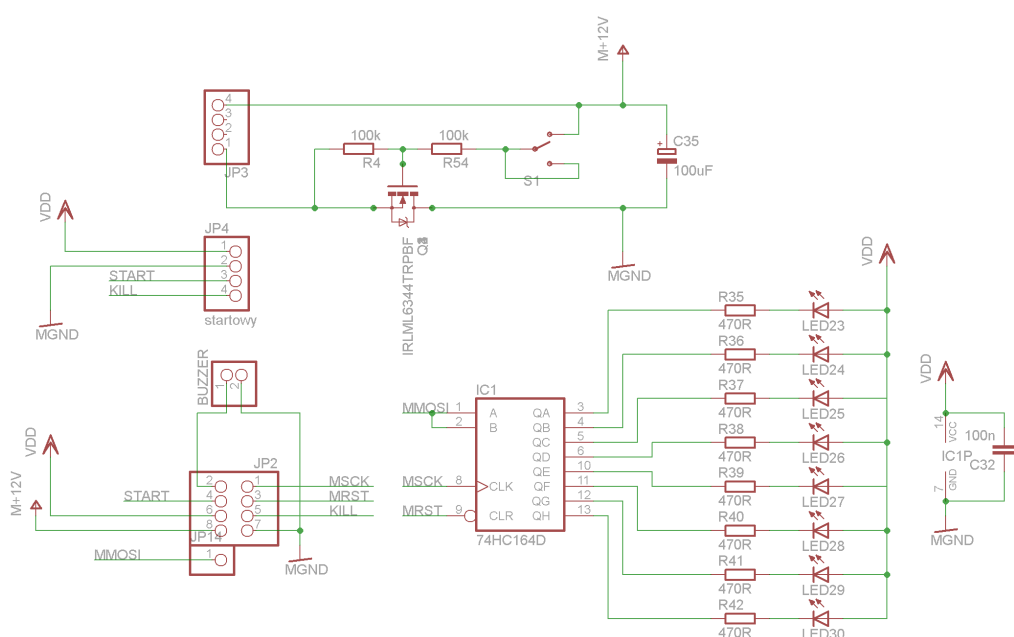 M+12V
4
3
2
1
JP3
100k
R4
100k
R54
S1
C35
100uF
IRLML6344TRPBF
MGND
VDD
JP4
1
2
3
4
START
KILL
startowy
MGND
BUZZER
1
2
VDD
M+12V
JP2
2
4
6
8
1
3
5
7
START
MSCK
MRST
KILL
JP14
1
MMOSI
MGND
IC1
MMOSI
1
2
A
B
MSCK
8
CLK
MRST
9
CLR
QA
QB
QC
QD
QE
QF
QG
QH
3
4
5
6
10
11
12
13
74HC164D
VDD
R35
470R
LED23
R36
470R
LED24
R37
470R
LED25
R38
470R
LED26
R39
470R
LED27
R40
470R
LED28
R41
470R
LED29
R42
470R
LED30
VDD
14
VCC
IC1P
GND
7
100n
C32
MGND